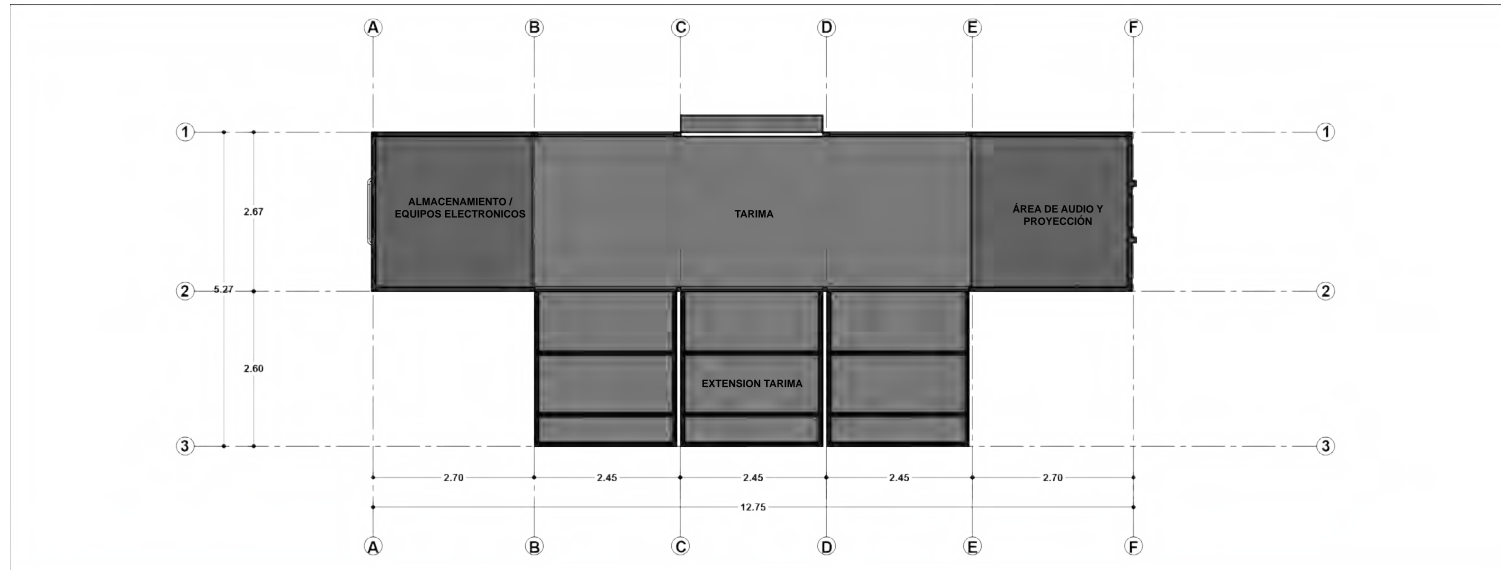 A B C D E F
1 1
2.67
ALMACENAMIENTO /
EQUIPOS ELECTRONICOS
TARIMA
ÁREA DE AUDIO Y
PROYECCIÓN
2 5.27 2
2.60
EXTENSION TARIMA
3 3
2.70 2.45 2.45 2.45 2.70
12.75
A B C D E F